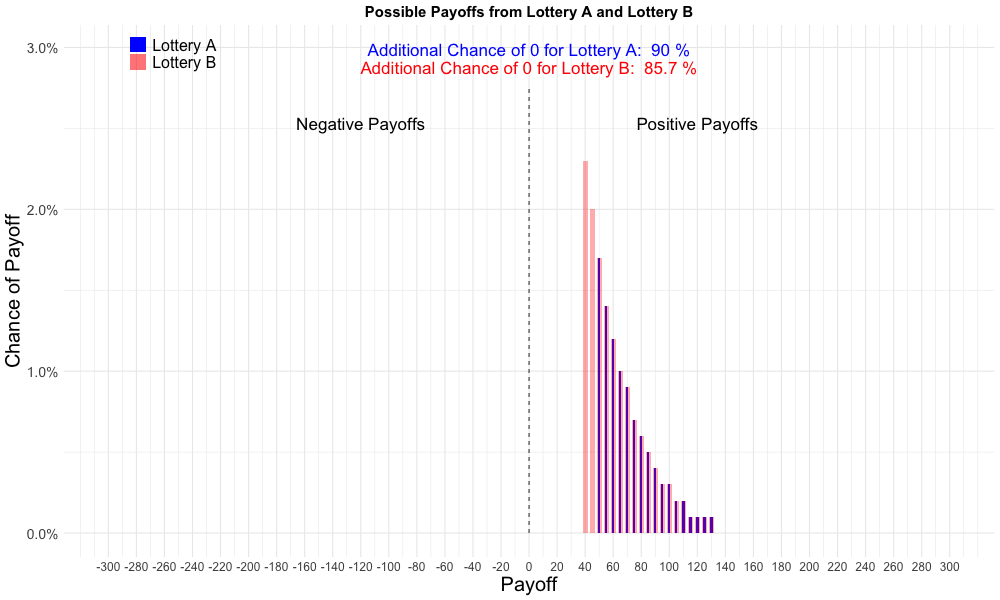 Possible Payoffs from Lottery A and Lottery B
Lottery A
Lottery B
Additional Chance of 0 for Lottery A:  90 %
Additional Chance of 0 for Lottery B:  85.7 %
Negative Payoffs
Positive Payoffs
Chance of Payoff
3.0%
2.0%
1.0%
0.0%
-300 -280 -260 -240 -220 -200 -180 -160 -140 -120 -100 -80 -60 -40 -20 0 20 40 60 80 100 120 140 160 180 200 220 240 260 280 300
Payoff